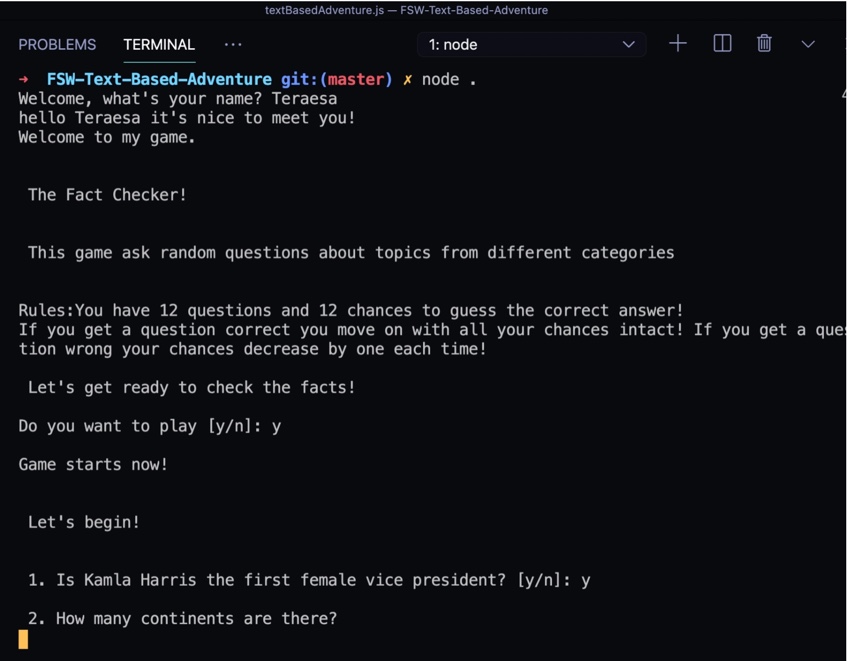 textBasedAdventure.js — FSW-Text-Based-Adventure
PROBLEMS TERMINAL ··· 1: node
→ FSW-Text-Based-Adventure git:(master) ✗ node .
Welcome, what's your name? Teraesa
hello Teraesa it's nice to meet you!
Welcome to my game.
The Fact Checker!
This game ask random questions about topics from different categories
Rules:You have 12 questions and 12 chances to guess the correct answer!
If you get a question correct you move on with all your chances intact! If you get a ques
tion wrong your chances decrease by one each time!
Let's get ready to check the facts!
Do you want to play [y/n]: y
Game starts now!
Let's begin!
1. Is Kamla Harris the first female vice president? [y/n]: y
2. How many continents are there?